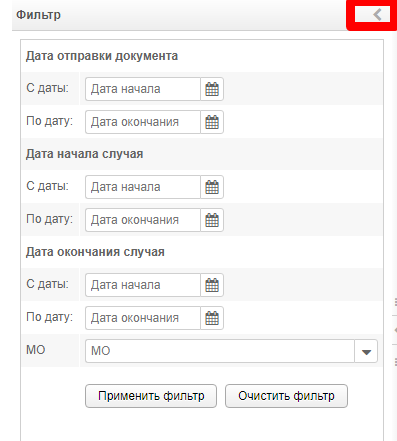 Фильтр
Дата отправки документа
С даты: Дата начала
По дату: Дата окончания
Дата начала случая
С даты: Дата начала
По дату: Дата окончания
Дата окончания случая
С даты: Дата начала
По дату: Дата окончания
МО МО
Применить фильтр Очистить фильтр